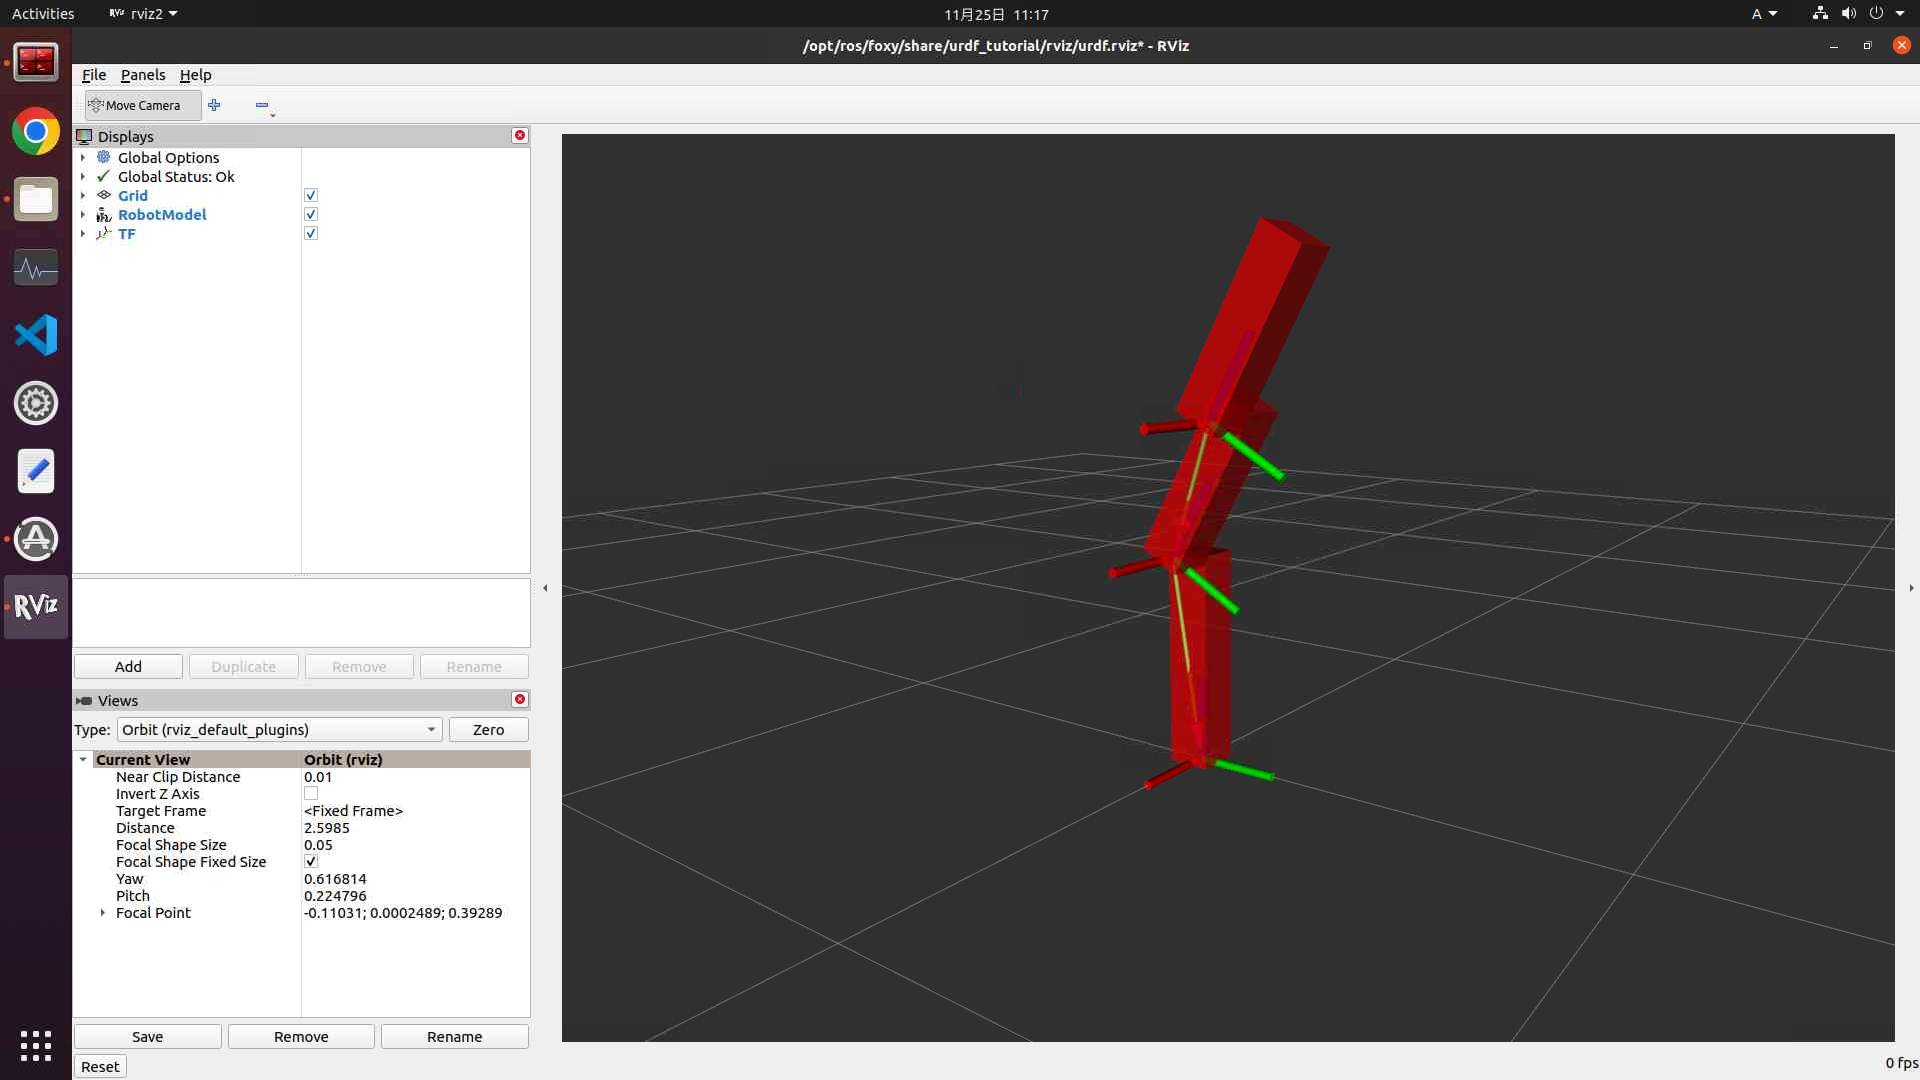 Activities RViz rviz2 11月25日 11:17 A
/opt/ros/foxy/share/urdf_tutorial/rviz/urdf.rviz* - RViz
File Panels Help
Move Camera
Displays
Global Options
Global Status: Ok
Grid
RobotModel
TF
RViz
Add Duplicate Remove Rename
Views
Type: Orbit (rviz_default_plugins) Zero
Current View Orbit (rviz)
Near Clip Distance 0.01
Invert Z Axis
Target Frame <Fixed Frame>
Distance 2.5985
Focal Shape Size 0.05
Focal Shape Fixed Size
Yaw 0.616814
Pitch 0.224796
Focal Point -0.11031; 0.0002489; 0.39289
Save Remove Rename
Reset 0 fps